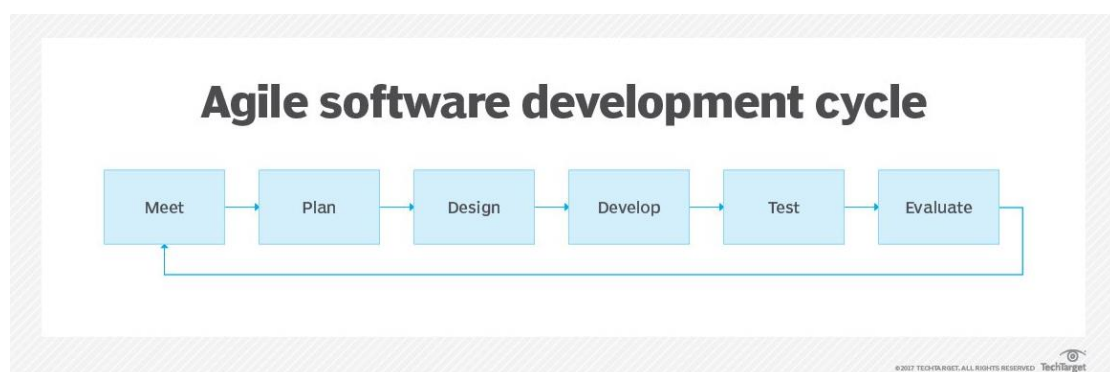 Agile software development cycle
Meet
Plan
Design
Develop
Test
Evaluate
©2017 TECHTARGET. ALL RIGHTS RESERVED TechTarget